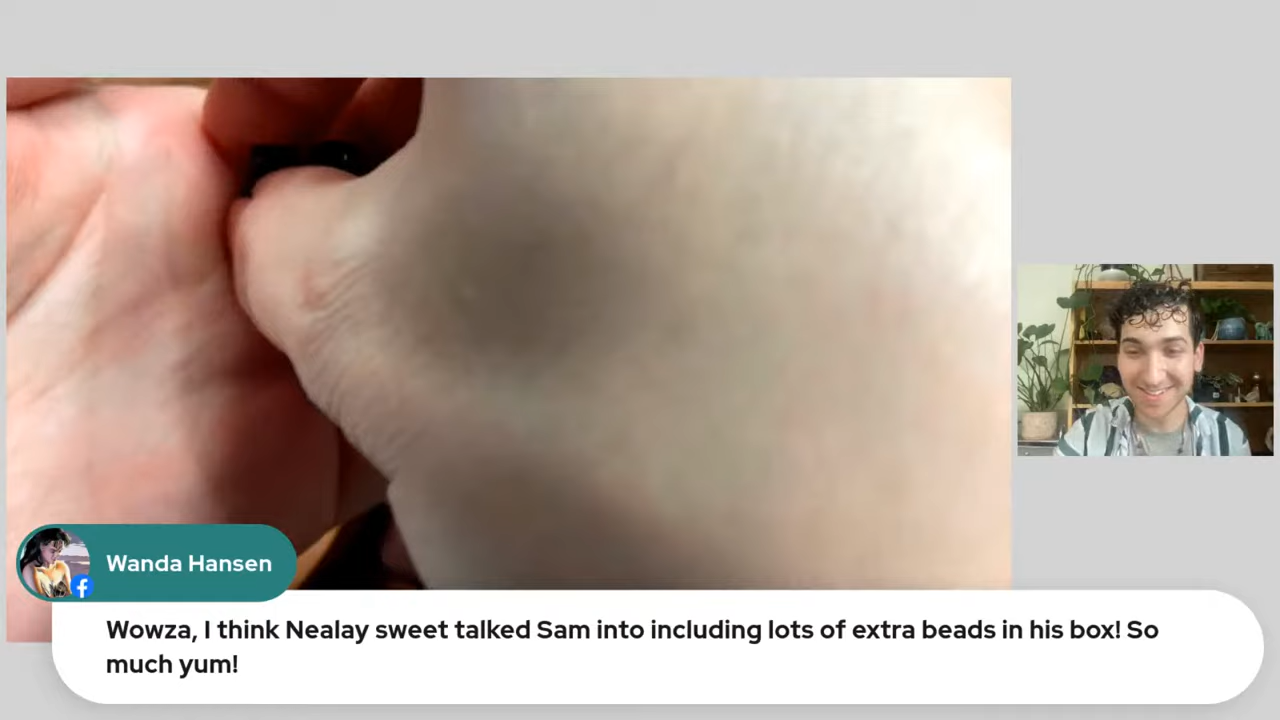 Wanda Hansen
Wowza, I think Nealay sweet talked Sam into including lots of extra beads in his box! So
much yum!